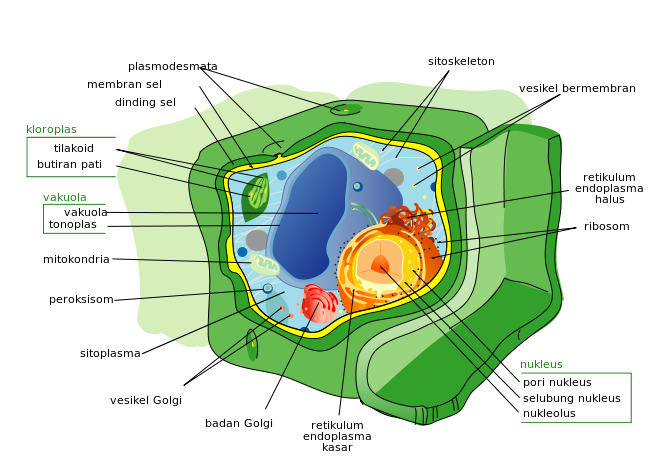 plasmodesmata
membran sel
dinding sel
kloroplas
tilakoid
butiran pati
vakuola
vakuola
tonoplas
mitokondria
peroksisom
sitoplasma
vesikel Golgi
badan Golgi
retikulum
endoplasma
kasar
sitoskeleton
vesikel bermembran
retikulum
endoplasma
halus
ribosom
nukleus
pori nukleus
selubung nukleus
nukleolus